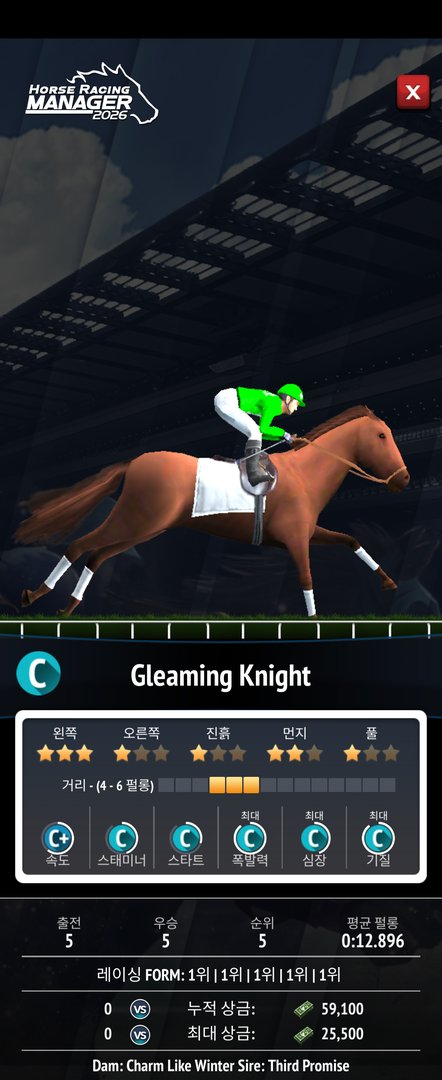 HORSE RACING
MANAGER
2026
X
C
Gleaming Knight
왼쪽 오른쪽 진흙 먼지 풀
거리 - (4 - 6 펄롱)
최대 최대 최대
C+ C C C C C
속도 스태미너 스타트 폭발력 심장 기질
출전 우승 순위 평균 펄롱
5 5 5 0:12.896
레이싱 FORM: 1위 | 1위 | 1위 | 1위 | 1위
0 VS 누적 상금: 59,100
0 VS 최대 상금: 25,500
Dam: Charm Like Winter Sire: Third Promise